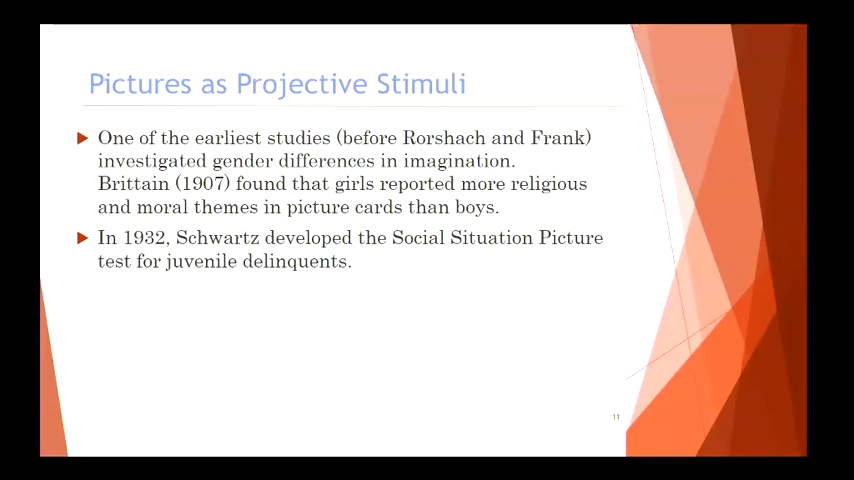 Pictures as Projective Stimuli
One of the earliest studies (before Rorshach and Frank)
investigated gender differences in imagination.
Brittain (1907) found that girls reported more religious
and moral themes in picture cards than boys.
In 1932, Schwartz developed the Social Situation Picture
test for juvenile delinquents.
11